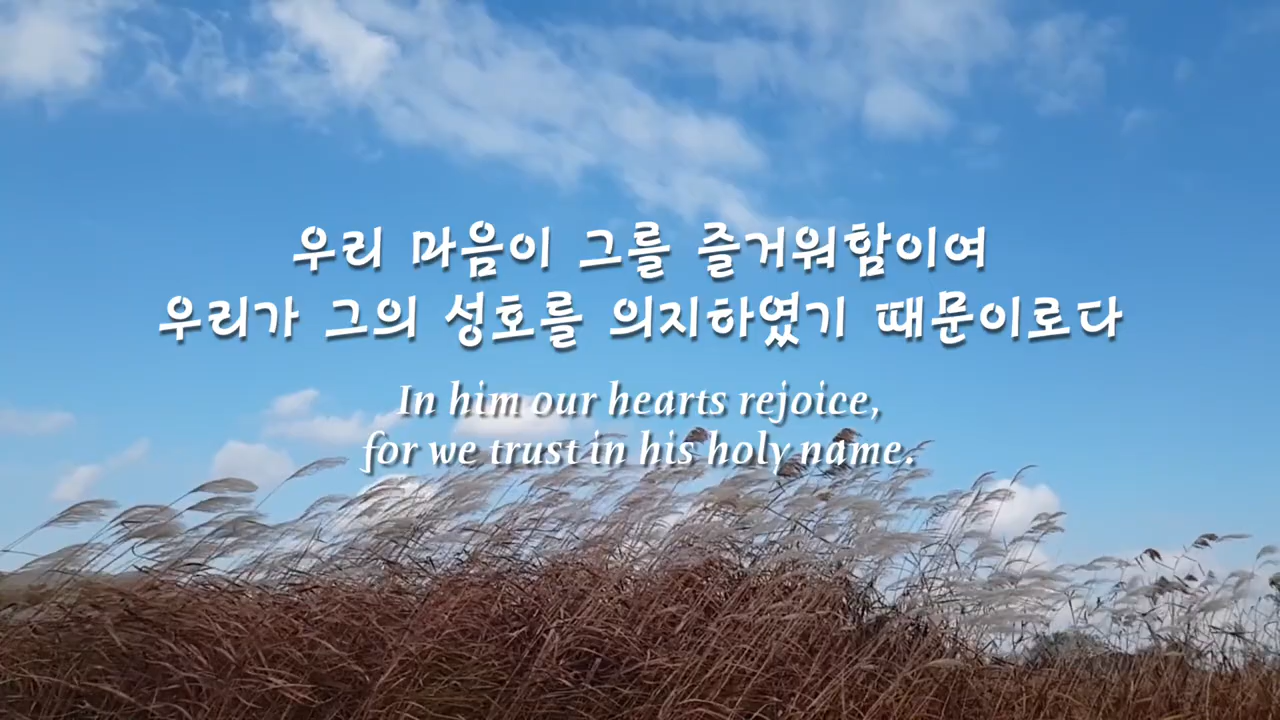 우리 마음이 그를 즐거워함이여
우리가 그의 성호를 의지하였기 때문이로다
In him our hearts rejoice,
for we trust in his holy name.